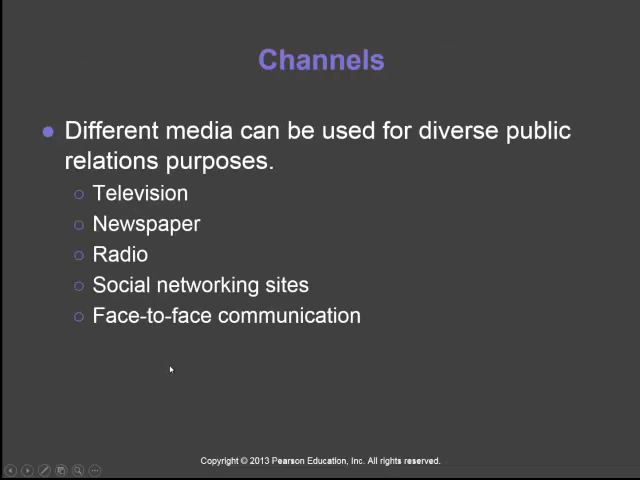 Channels
Different media can be used for diverse public
relations purposes.
Television
Newspaper
Radio
Social networking sites
Face-to-face communication
Copyright © 2013 Pearson Education, Inc. All rights reserved.